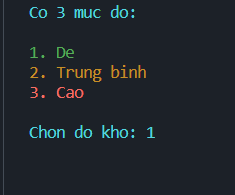 Co 3 muc do:
1. De
2. Trung binh
3. Cao
Chon do kho: 1